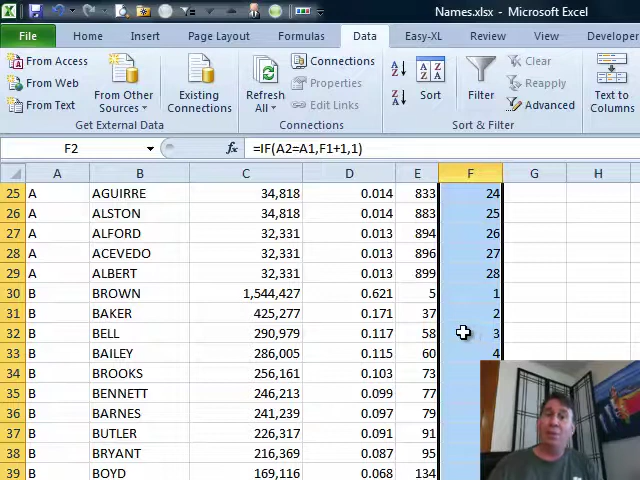 Names.xlsx - Microsoft Excel
File Home Insert Page Layout Formulas Data Easy-XL Review Developer
From Access
From Web
From Text
From Other Sources
Existing Connections
Refresh All
Connections
Properties
Edit Links
Sort
Filter
Clear
Reapply
Advanced
Text to Columns
Get External Data Connections Sort & Filter
F2 fx =IF(A2=A1,F1+1,1)
A B C D E F G H
25 A AGUIRRE 34,818 0.014 833 24
26 A ALSTON 34,818 0.014 883 25
27 A ALFORD 32,331 0.013 894 26
28 A ACEVEDO 32,331 0.013 896 27
29 A ALBERT 32,331 0.013 899 28
30 B BROWN 1,544,427 0.621 5 1
31 B BAKER 425,277 0.171 37 2
32 B BELL 290,979 0.117 58 3
33 B BAILEY 286,005 0.115 60 4
34 B BROOKS 256,161 0.103 73
35 B BENNETT 246,213 0.099 77
36 B BARNES 241,239 0.097 79
37 B BUTLER 226,317 0.091 91
38 B BRYANT 216,369 0.087 95
39 B BOYD 169,116 0.068 134